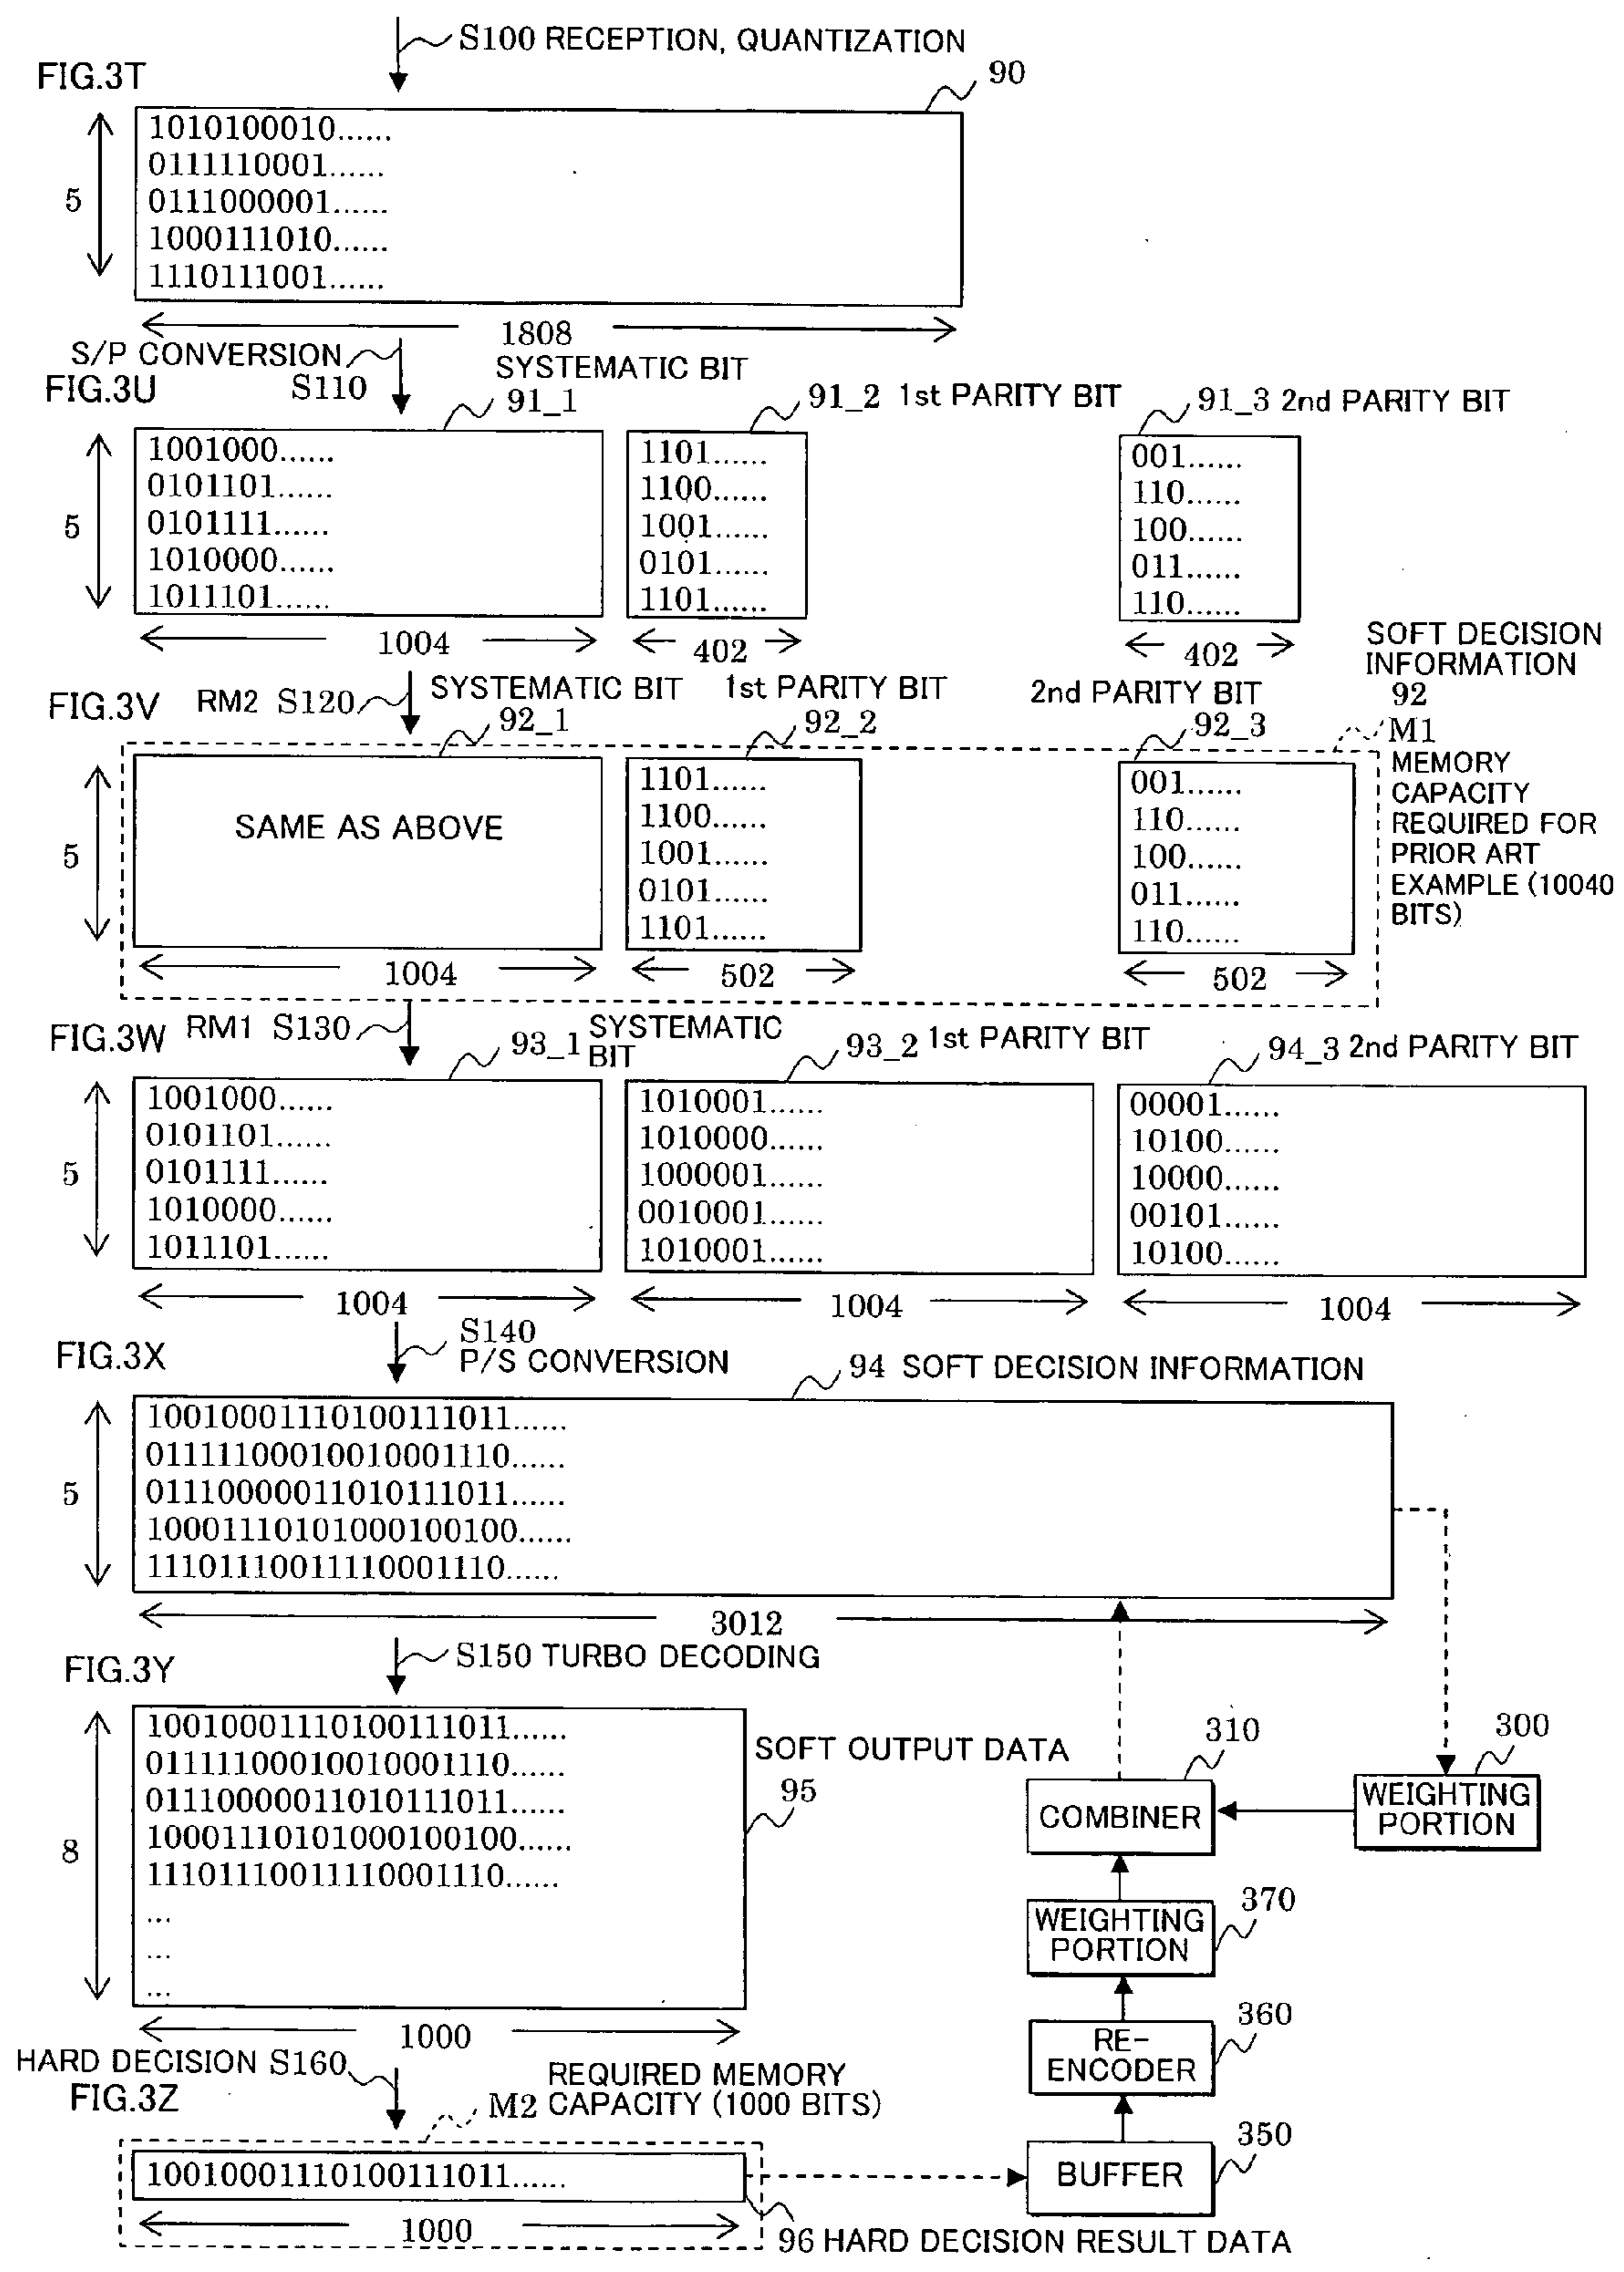 S100 RECEPTION, QUANTIZATION
FIG.3T
90
5
1010100010......
0111110001......
0111000001......
1000111010......
1110111001......
1808
S/P CONVERSION
S110
FIG.3U
SYSTEMATIC BIT
91_1
91_2 1st PARITY BIT
91_3 2nd PARITY BIT
5
1001000......
0101101......
0101111......
1010000......
1011101......
1101......
1100......
1001......
0101......
1101......
001......
110......
100......
011......
110......
1004
402
402
FIG.3V
RM2 S120
SYSTEMATIC BIT
92_1
1st PARITY BIT
92_2
2nd PARITY BIT
92_3
SOFT DECISION
INFORMATION
92
M1
MEMORY
CAPACITY
REQUIRED FOR
PRIOR ART
EXAMPLE (10040
BITS)
5
SAME AS ABOVE
1101......
1100......
1001......
0101......
1101......
001......
110......
100......
011......
110......
1004
502
502
FIG.3W
RM1 S130
93_1 SYSTEMATIC
BIT
93_2 1st PARITY BIT
94_3 2nd PARITY BIT
5
1001000......
0101101......
0101111......
1010000......
1011101......
1010001......
1010000......
1000001......
0010001......
1010001......
00001......
10100......
10000......
00101......
10100......
1004
1004
1004
FIG.3X
S140
P/S CONVERSION
94 SOFT DECISION INFORMATION
5
10010001110100111011......
01111100010010001110......
01110000011010111011......
10001110101000100100......
11101110011110001110......
3012
FIG.3Y
S150 TURBO DECODING
8
10010001110100111011......
01111100010010001110......
01110000011010111011......
10001110101000100100......
11101110011110001110......
...
...
...
SOFT OUTPUT DATA
95
1000
310
COMBINER
300
WEIGHTING
PORTION
370
WEIGHTING
PORTION
360
RE-
ENCODER
350
BUFFER
HARD DECISION S160
FIG.3Z
REQUIRED MEMORY
M2 CAPACITY (1000 BITS)
10010001110100111011......
1000
96 HARD DECISION RESULT DATA